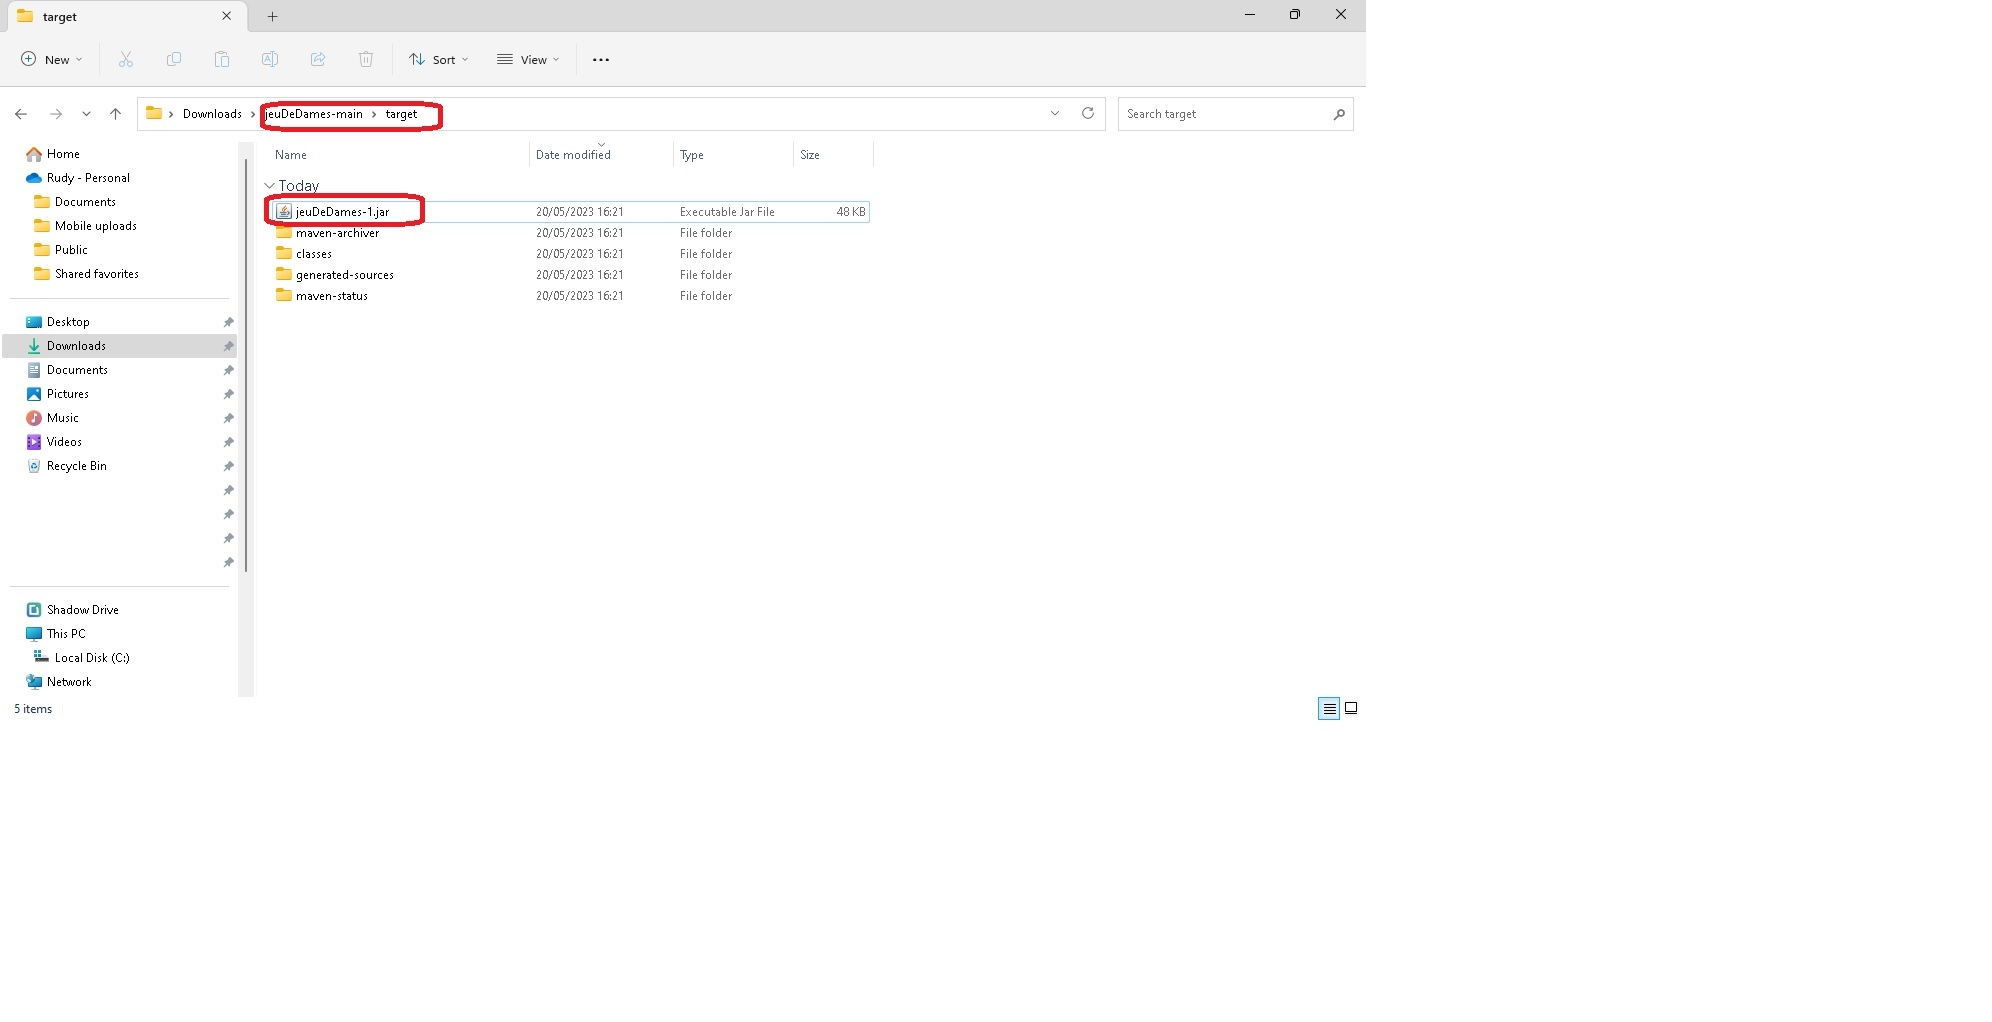 target
New
Sort
View
Downloads
jeuDeDames-main
target
Search target
Name
Date modified
Type
Size
Home
Rudy - Personal
Documents
Mobile uploads
Public
Shared favorites
Desktop
Downloads
Documents
Pictures
Music
Videos
Recycle Bin
Shadow Drive
This PC
Local Disk (C:)
Network
Today
jeuDeDames-1.jar 20/05/2023 16:21 Executable Jar File 48 KB
maven-archiver 20/05/2023 16:21 File folder
classes 20/05/2023 16:21 File folder
generated-sources 20/05/2023 16:21 File folder
maven-status 20/05/2023 16:21 File folder
5 items